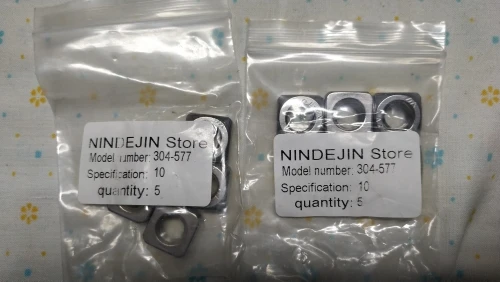 NINDEJIN Store
Model number: 304-577
Specification: 10
quantity: 5
NINDEJIN Store
Model number: 304-577
Specification: 10
quantity: 5